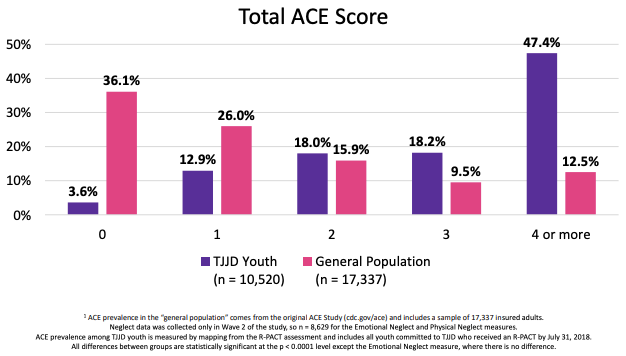 Total ACE Score
50%
40%
30%
20%
10%
0%
3.6%
36.1%
12.9%
26.0%
18.0%
15.9%
18.2%
9.5%
47.4%
12.5%
0
1
2
3
4 or more
TJJD Youth
(n = 10,520)
General Population
(n = 17,337)
1 ACE prevalence in the "general population" comes from the original ACE Study (cdc.gov/ace) and includes a sample of 17,337 insured adults.
Neglect data was collected only in Wave 2 of the study, so n = 8,629 for the Emotional Neglect and Physical Neglect measures.
ACE prevalence among TJJD youth is measured by mapping from the R-PACT assessment and includes all youth committed to TJJD who received an R-PACT by July 31, 2018.
All differences between groups are statistically significant at the p < 0.0001 level except the Emotional Neglect measure, where there is no difference.